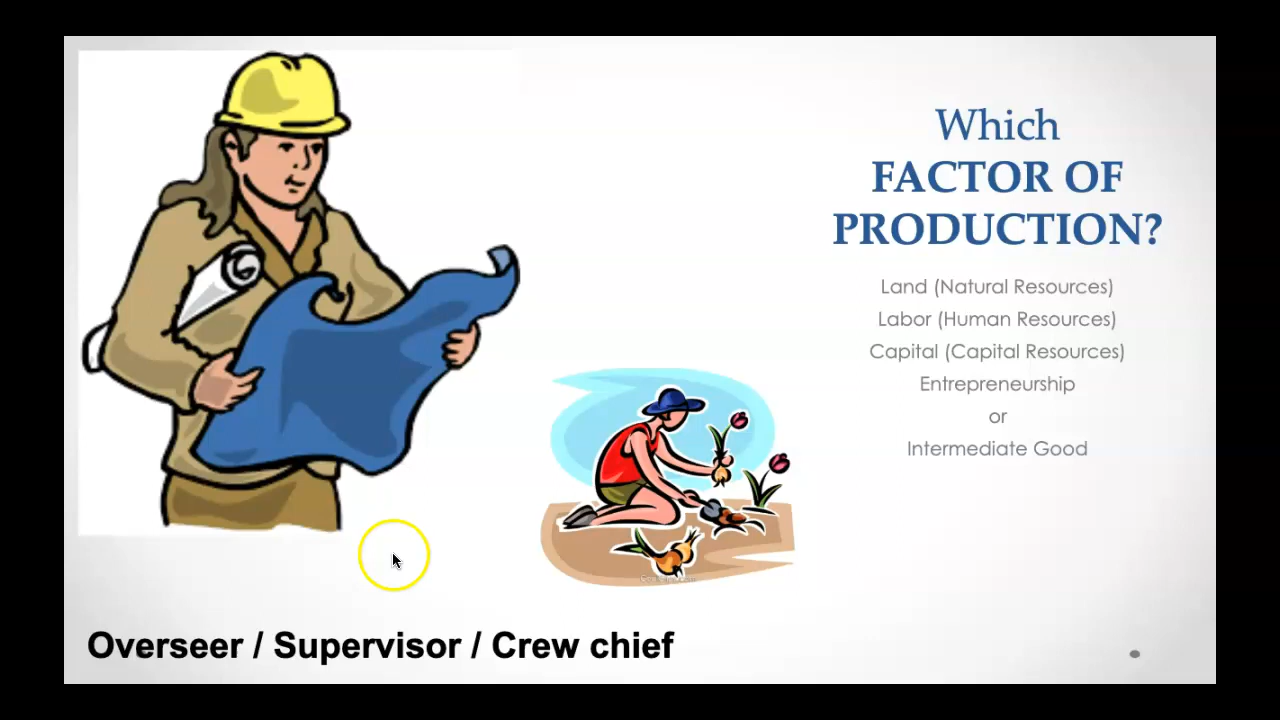 Which
FACTOR OF
PRODUCTION?
Land (Natural Resources)
Labor (Human Resources)
Capital (Capital Resources)
Entrepreneurship
or
Intermediate Good
Overseer / Supervisor / Crew chief